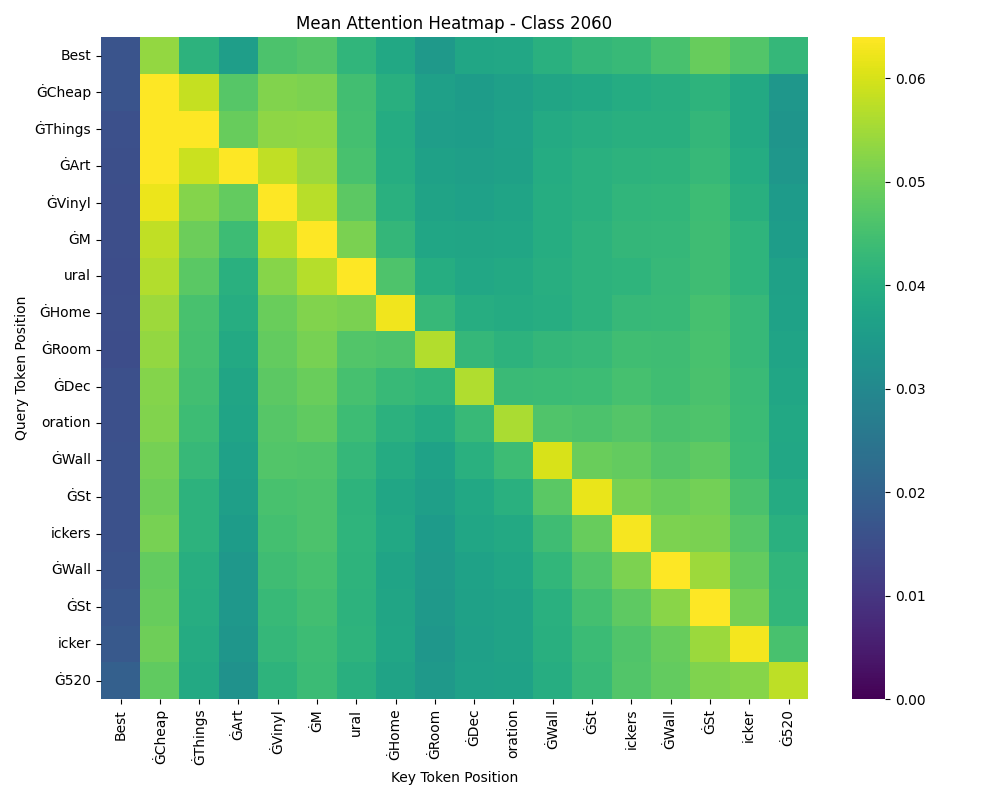 Mean Attention Heatmap - Class 2060
Query Token Position
Best
ĠCheap
ĠThings
ĠArt
ĠVinyl
ĠM
ural
ĠHome
ĠRoom
ĠDec
oration
ĠWall
ĠSt
ickers
ĠWall
ĠSt
icker
Ġ520
Best
ĠCheap
ĠThings
ĠArt
ĠVinyl
ĠM
ural
ĠHome
ĠRoom
ĠDec
oration
ĠWall
ĠSt
ickers
ĠWall
ĠSt
icker
Ġ520
Key Token Position
0.06
0.05
0.04
0.03
0.02
0.01
0.00